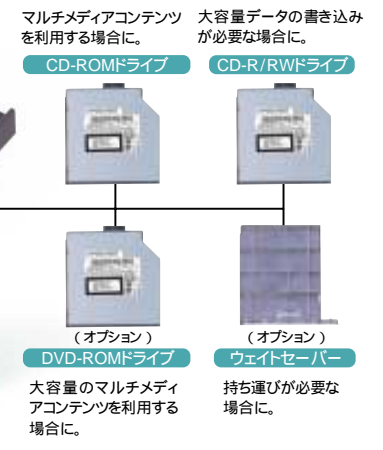 マルチメディアコンテンツ
を利用する場合に。
CD-ROMドライブ
大容量データの書き込み
が必要な場合に。
CD-R/RWドライブ
(オプション)
DVD-ROMドライブ
大容量のマルチメディ
アコンテンツを利用する
場合に。
(オプション)
ウェイトセーバー
持ち運びが必要な
場合に。